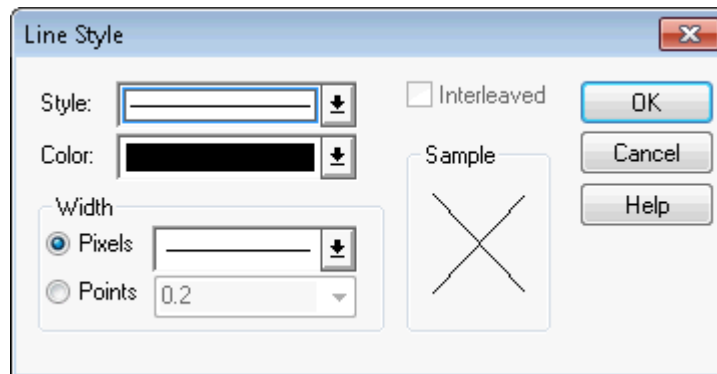 Line Style
Style:
Interleaved
OK
Color:
Sample
Cancel
Width
Help
Pixels
Points
0.2